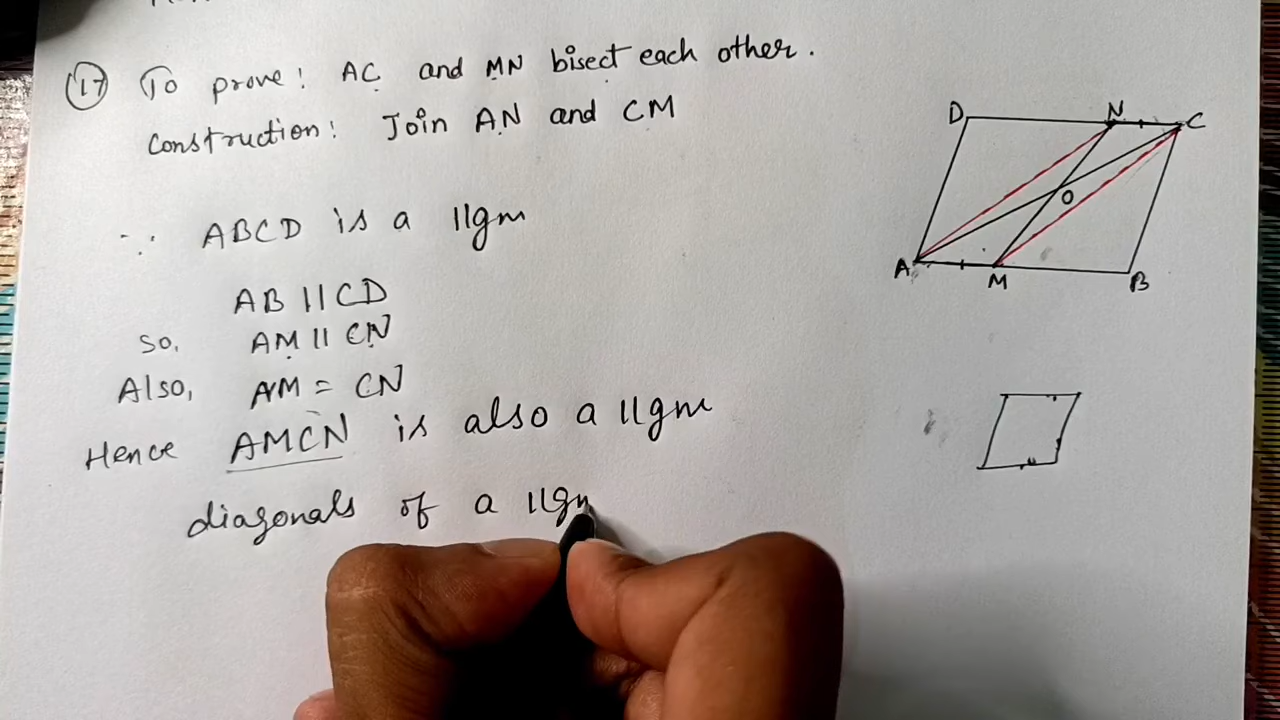 (17) To prove: AC and MN bisect each other.
Construction: Join AN and CM
∵ ABCD is a ||gm
AB || CD
So, AM || CN
Also, AM = CN
Hence AMCN is also a ||gm
diagonals of a ||gm
D N C
O
A M B